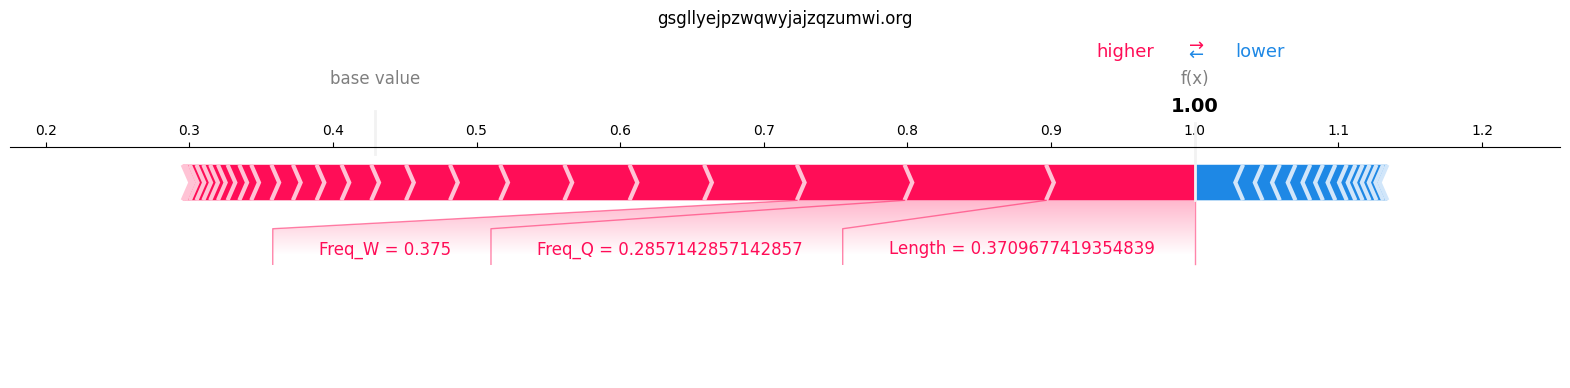 gsgllyejpzwqwyjajzqzumwi.org
higher → ← lower
base value f(x)
1.00
0.2 0.3 0.4 0.5 0.6 0.7 0.8 0.9 1.0 1.1 1.2
Freq_W = 0.375 Freq_Q = 0.2857142857142857 Length = 0.3709677419354839